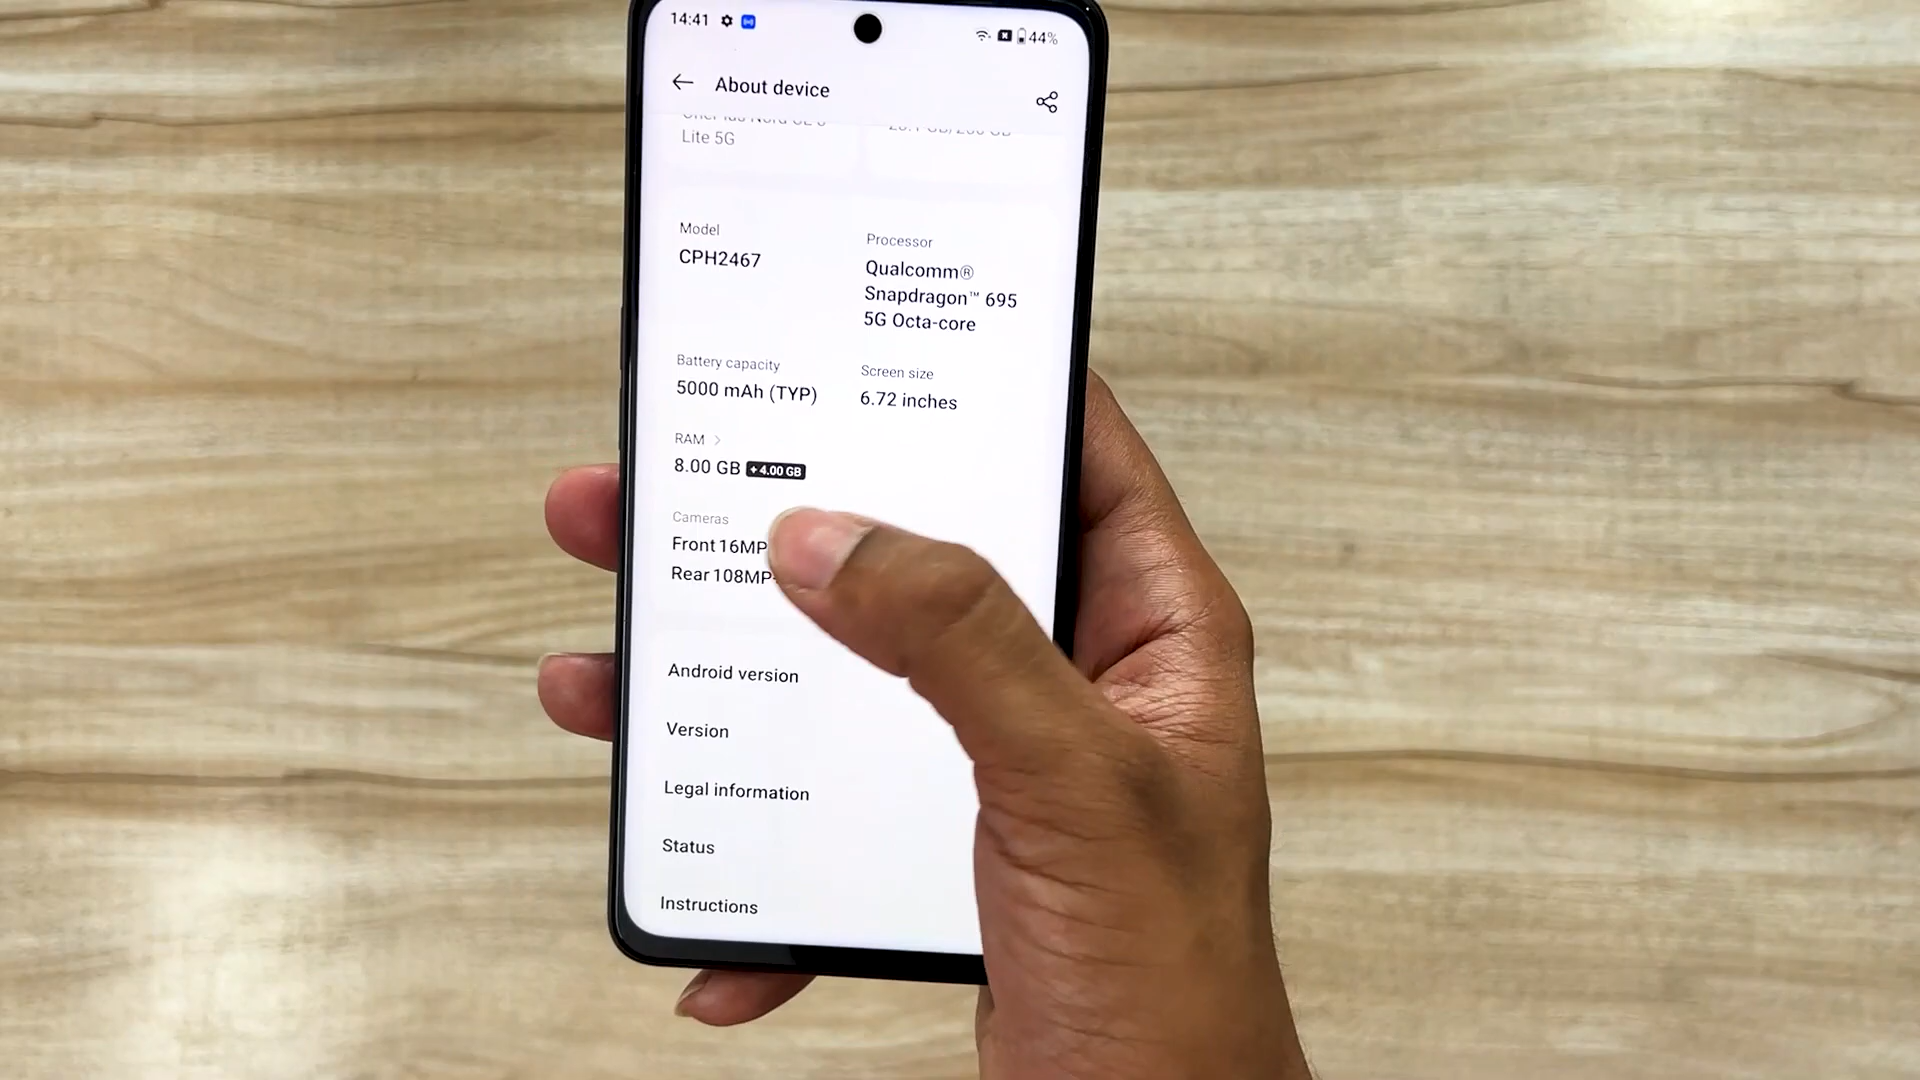 14:41
44%
About device
Lite 5G
Model
CPH2467
Processor
Qualcomm®
Snapdragon™ 695
5G Octa-core
Battery capacity
5000 mAh (TYP)
Screen size
6.72 inches
RAM >
8.00 GB +4.00 GB
Cameras
Front 16MP
Rear 108MP
Android version
Version
Legal information
Status
Instructions